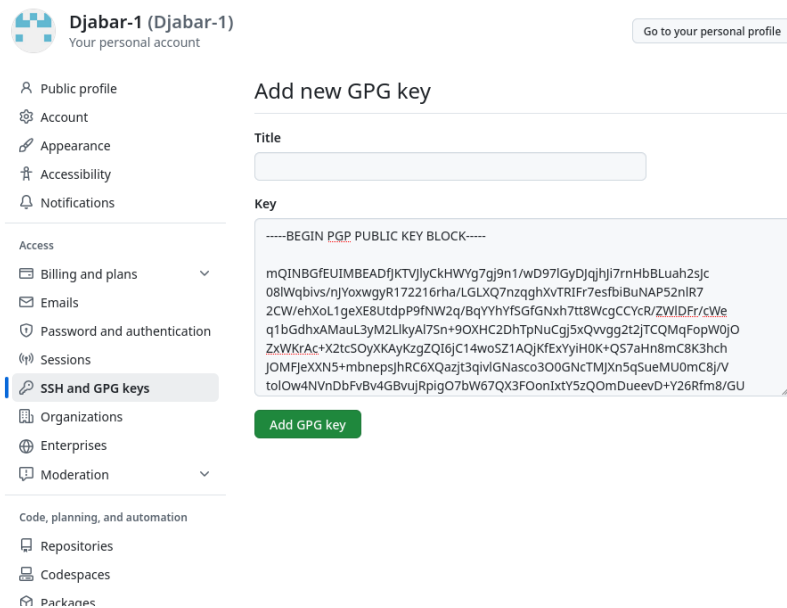 Djabar-1 (Djabar-1)
Your personal account
Go to your personal profile
Public profile
Account
Appearance
Accessibility
Notifications
Access
Billing and plans
Emails
Password and authentication
Sessions
SSH and GPG keys
Organizations
Enterprises
Moderation
Code, planning, and automation
Repositories
Codespaces
Packages
Add new GPG key
Title
Key
-----BEGIN PGP PUBLIC KEY BLOCK-----
mQINBGfEUIMBEADfJKTVJlyCkHWYg7gj9n1/wD97lGyDJqjhJi7rnHbBLuah2sJc
08lWqbivs/nJYoxwgyR172216rha/LGLXQ7nzqghXvTRIFr7esfbiBuNAP52nlR7
2CW/ehXoL1geXE8UtdpP9fNW2q/BqYYhYfSGfGNxh7tt8WcgCCYcR/ZWlDFr/cWe
q1bGdhxAMauL3yM2LlkyAl7Sn+9OXHC2DhTpNuCgj5xQvvgg2t2jTCQMqFopW0jO
ZxWKrAc+X2tcSOyXKAyKzgZQI6jC14woSZ1AQjKfExYyiH0K+QS7aHn8mC8K3hch
JOMFJeXXN5+mbnepsJhRC6XQazjt3qivlGNasco3O0GNcTMJXn5qSueMU0mC8j/V
tolOw4NVnDbFvBv4GBvujRpigO7bW67QX3FOonIxtY5zQOmDueevD+Y26Rfm8/GU
Add GPG key